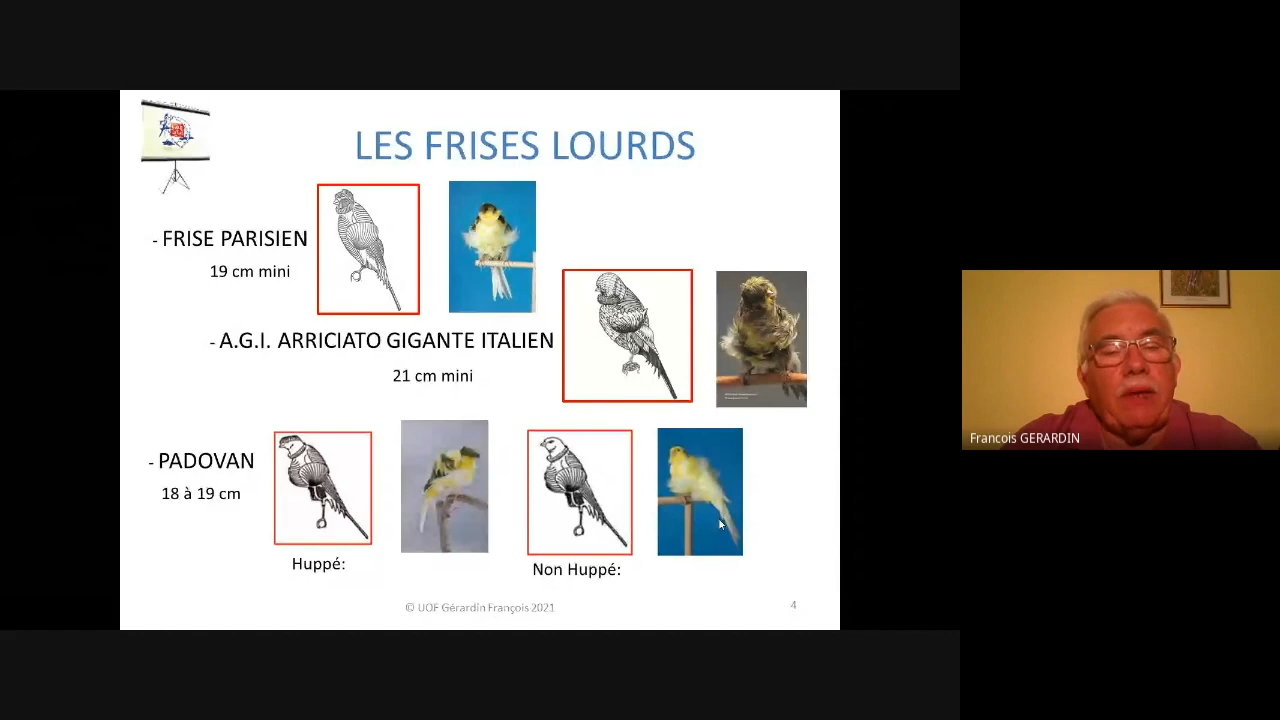 LES FRISES LOURDS
- FRISE PARISIEN
19 cm mini
- A.G.I. ARRICIATO GIGANTE ITALIEN
21 cm mini
- PADOVAN
18 à 19 cm
Huppé:
Non Huppé:
© UOF Gérardin François 2021
4
Francois GERARDIN